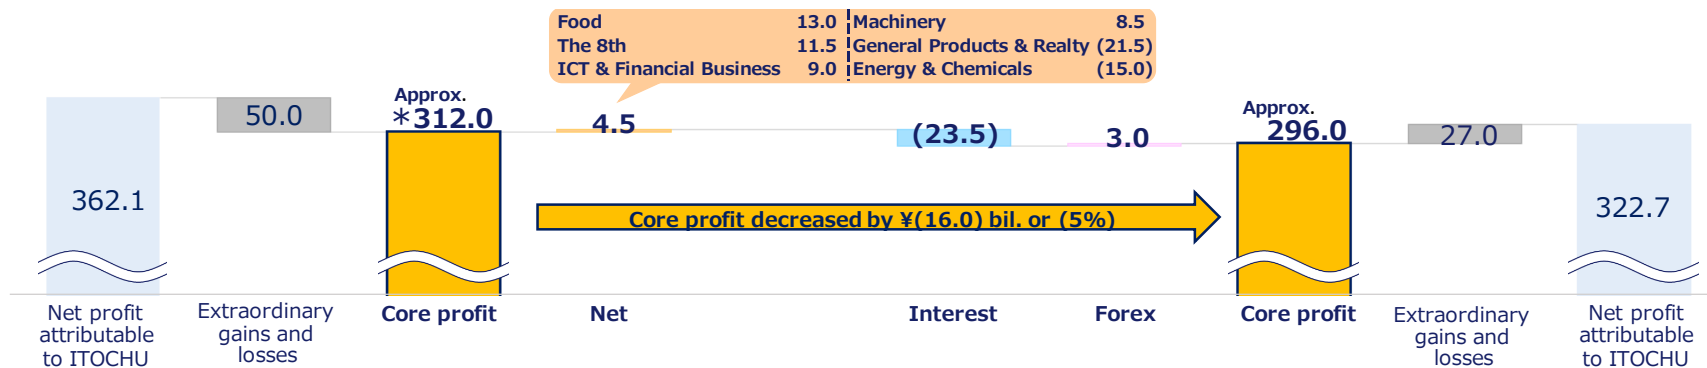 Food 13.0 Machinery 8.5
The 8th 11.5 General Products & Realty (21.5)
ICT & Financial Business 9.0 Energy & Chemicals (15.0)
362.1
50.0
Approx.
*312.0
4.5
(23.5)
3.0
Approx.
296.0
27.0
322.7
Core profit decreased by ¥(16.0) bil. or (5%)
Net profit
attributable
to ITOCHU
Extraordinary
gains and
losses
Core profit
Net
Interest
Forex
Core profit
Extraordinary
gains and
losses
Net profit
attributable
to ITOCHU